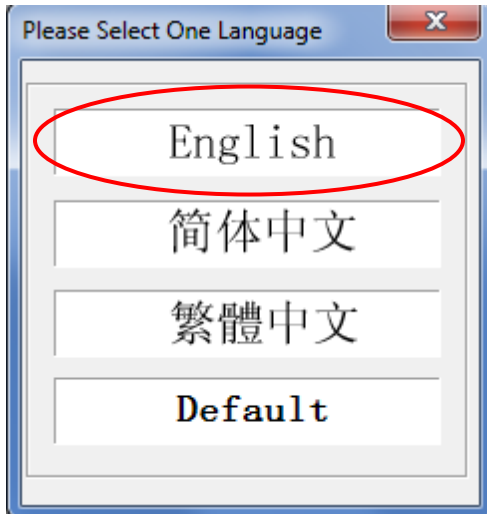 Please Select One Language
English
简体中文
繁體中文
Default